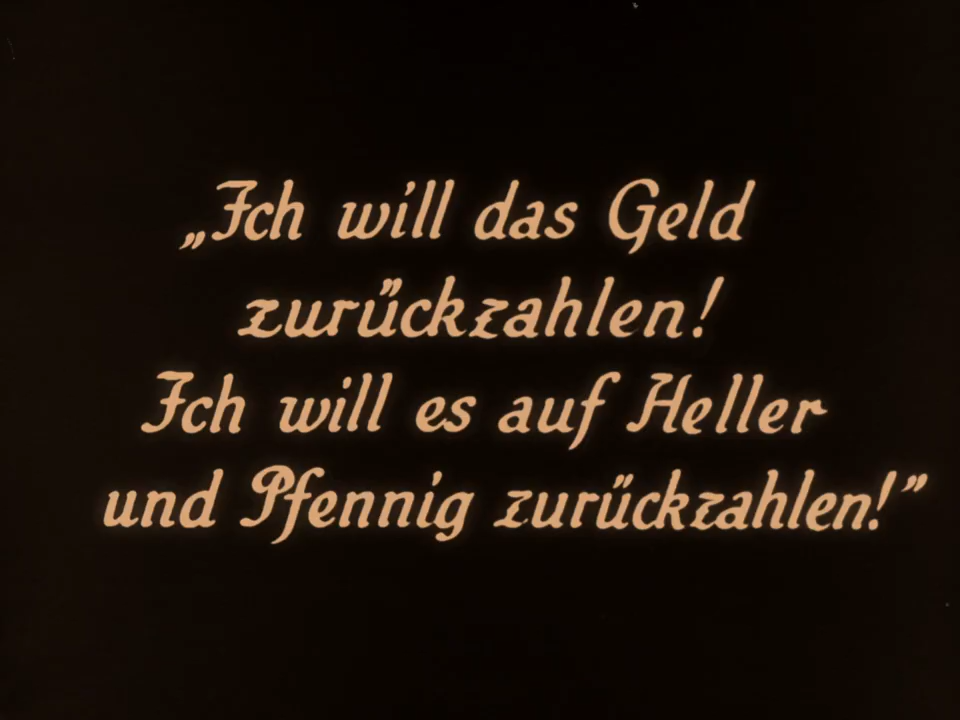 „Ich will das Geld
zurückzahlen!
Ich will es auf Heller
und Pfennig zurückzahlen!”